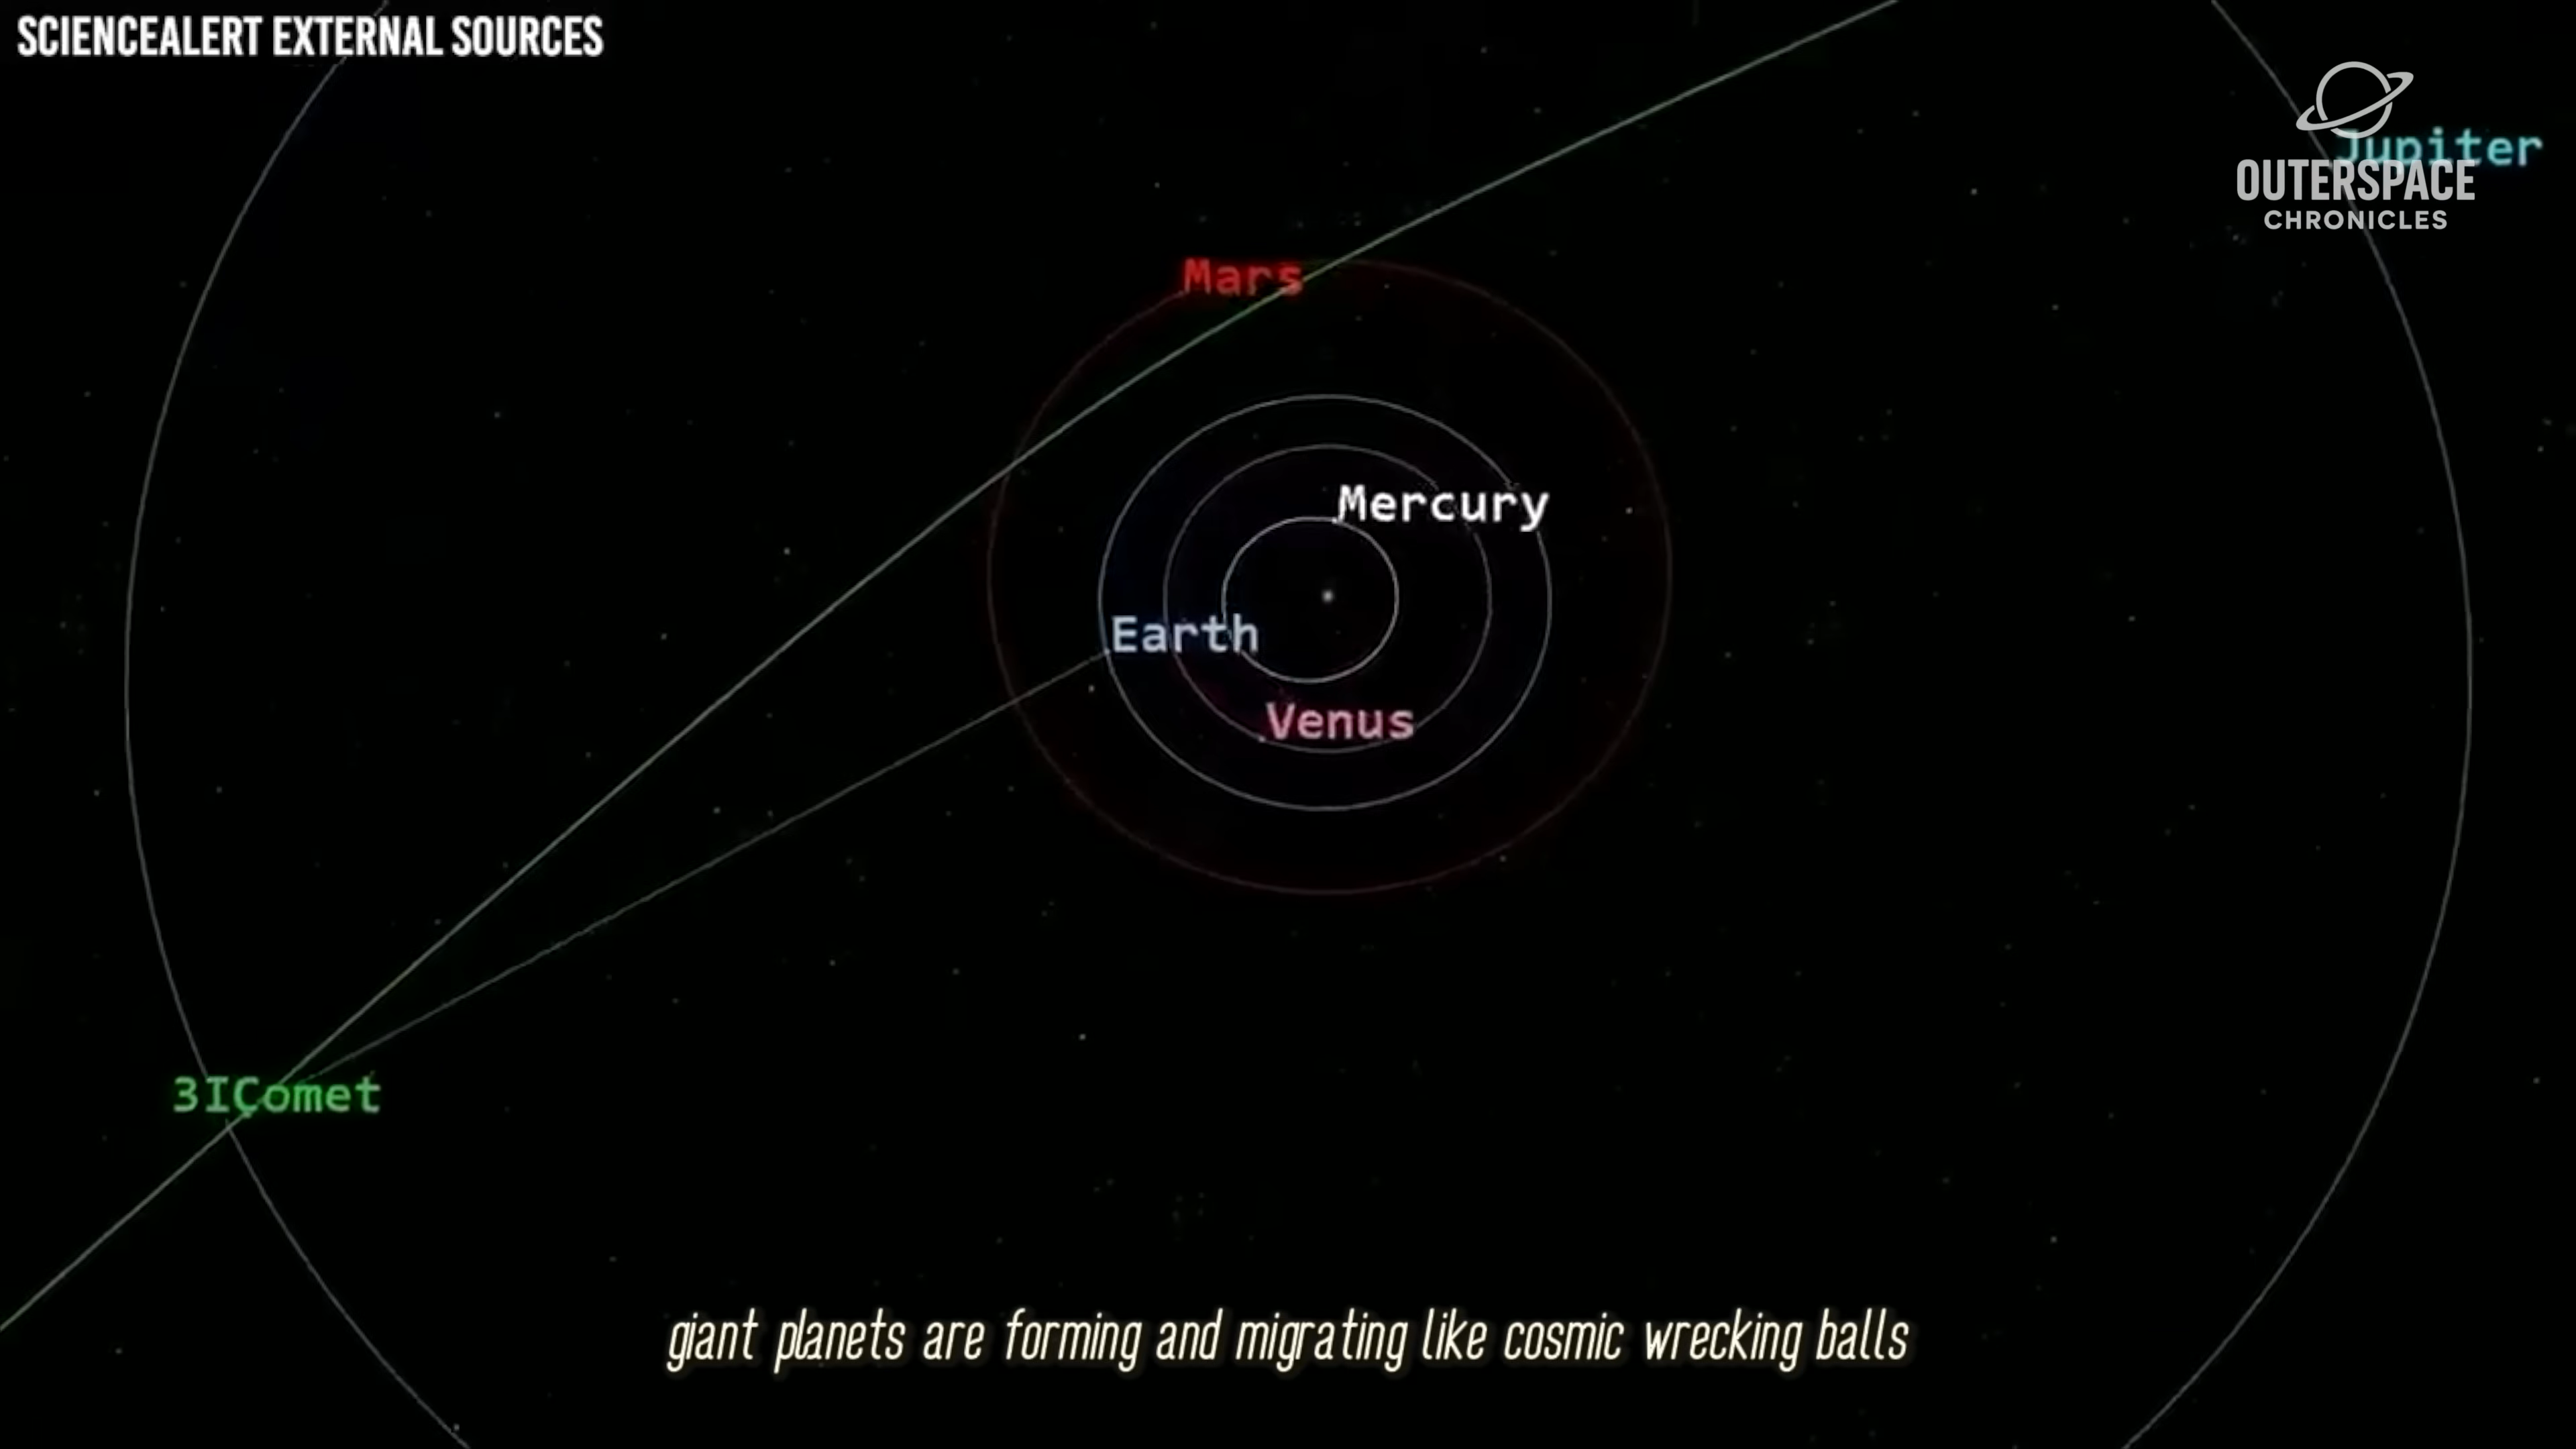 SCIENCEALERT EXTERNAL SOURCES
Jupiter
OUTERSPACE
CHRONICLES
Mars
Mercury
Earth
Venus
3IComet
giant planets are forming and migrating like cosmic wrecking balls